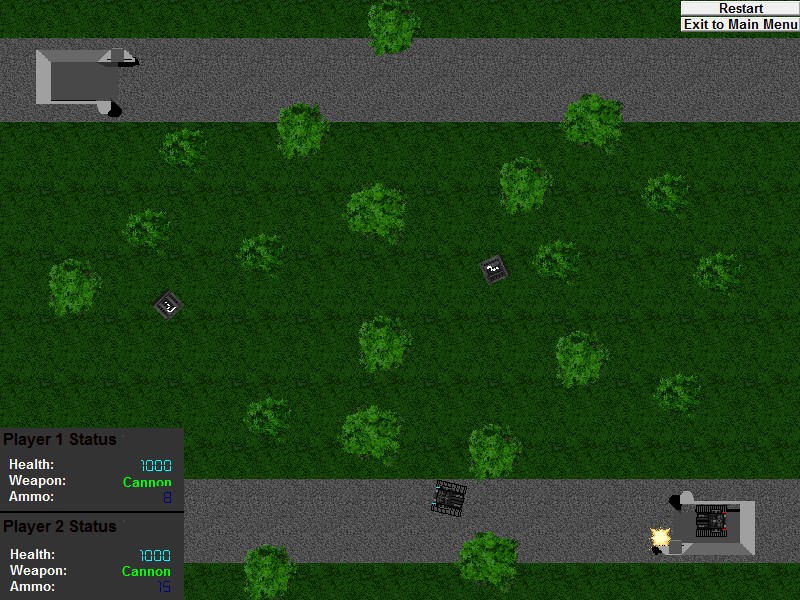 Restart
Exit to Main Menu
?
?
Player 1 Status
Health: 1000
Weapon: Cannon
Ammo: 8
Player 2 Status
Health: 1000
Weapon: Cannon
Ammo: 15